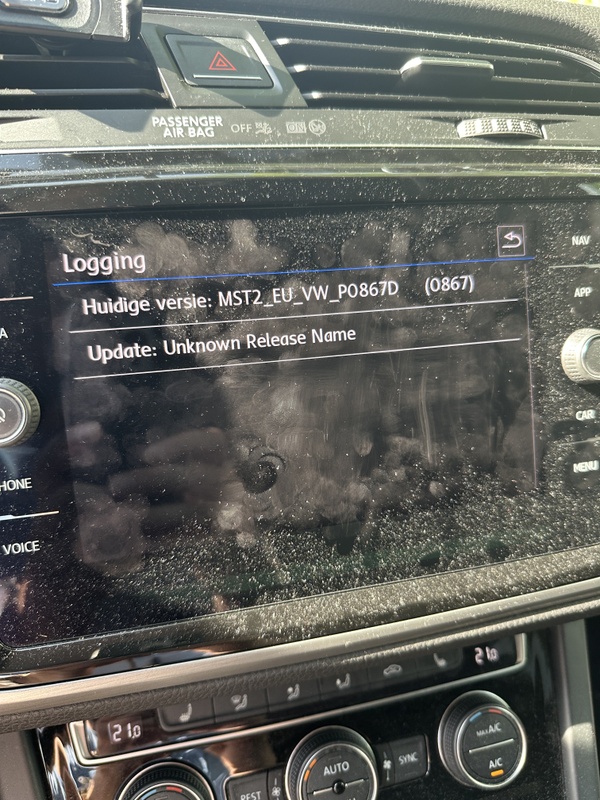 PASSENGER
AIR BAG
OFF
Logging
Huidige versie: MST2_EU_VW_P0867D (0867)
Update: Unknown Release Name
NAV
APP
CAR
MENU
A
HONE
VOICE
21.0
21.0
REST
AUTO
SYNC
MAX A/C
A/C